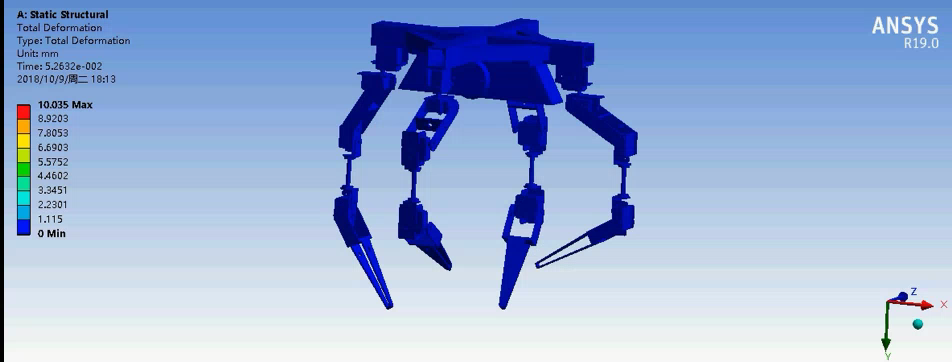 A: Static Structural
Total Deformation
Type: Total Deformation
Unit: mm
Time: 5.2632e-002
2018/10/9/周二 18:13
10.035 Max
8.9203
7.8053
6.6903
5.5752
4.4602
3.3451
2.2301
1.115
0 Min
ANSYS
R19.0
Z
X
Y